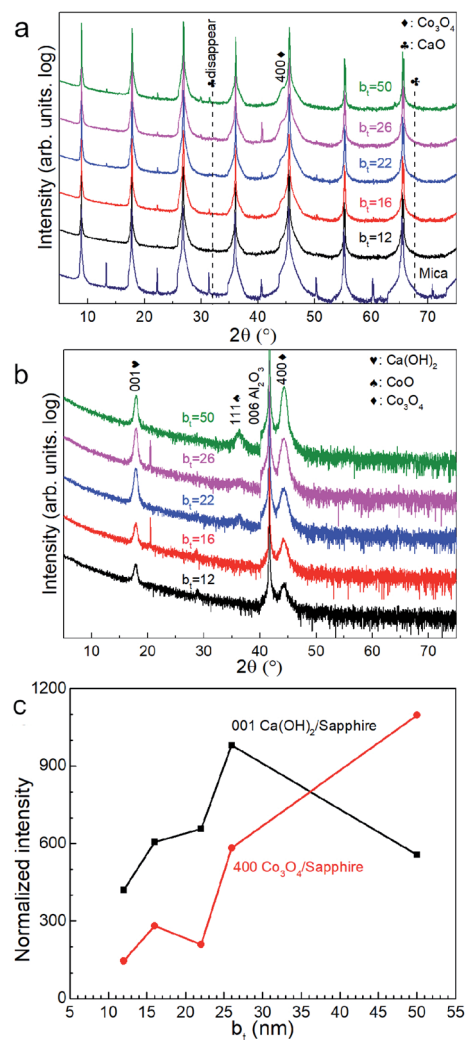 a
♦: Co3O4
♣: CaO
♣disappear
400♦
♣
bt=50
bt=26
bt=22
bt=16
bt=12
Mica
Intensity (arb. units. log)
10 20 30 40 50 60 70
2θ (°)
b
♥: Ca(OH)2
♠: CoO
♦: Co3O4
001♥
111♠
006 Al2O3
400♦
bt=50
bt=26
bt=22
bt=16
bt=12
Intensity (arb. units. log)
10 20 30 40 50 60 70
2θ (°)
c
1200
900
600
300
0
001 Ca(OH)2/Sapphire
400 Co3O4/Sapphire
Normalized intensity
5 10 15 20 25 30 35 40 45 50 55
bt (nm)